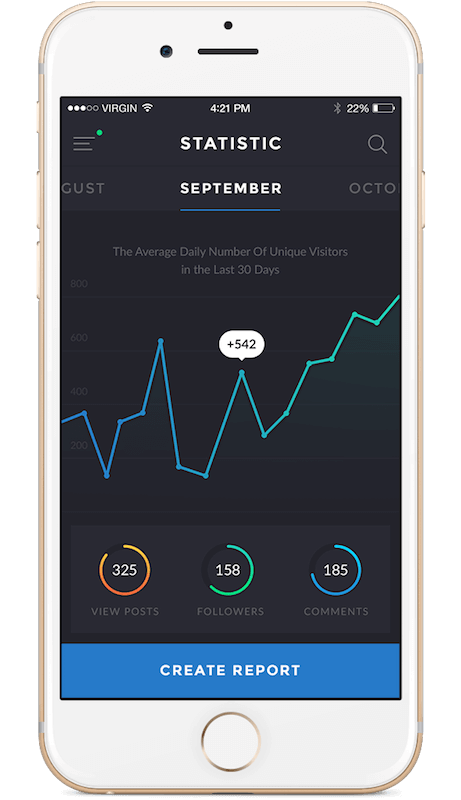 VIRGIN 4:21 PM 22%
STATISTIC
GUST SEPTEMBER OCTO
The Average Daily Number Of Unique Visitors
in the Last 30 Days
800
600
+542
400
200
325 158 185
VIEW POSTS FOLLOWERS COMMENTS
CREATE REPORT